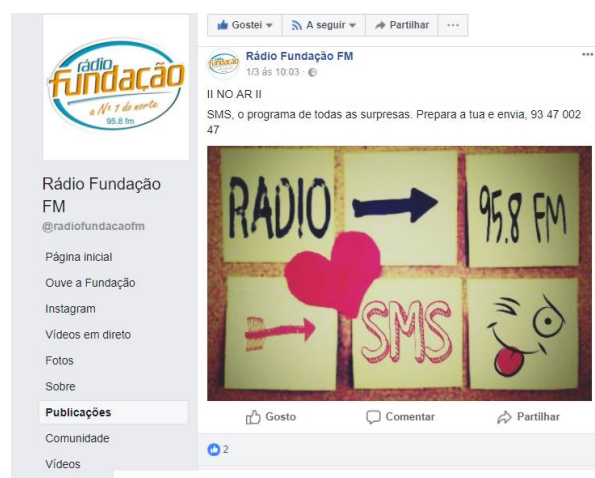 Gostei A seguir Partilhar
rádio
fundação
a Nº 1 do norte
95.8 fm
Rádio Fundação
FM
@radiofundacaofm
Página inicial
Ouve a Fundação
Instagram
Vídeos em direto
Fotos
Sobre
Publicações
Comunidade
Vídeos
Rádio Fundação FM
1/3 às 10:03 ·
II NO AR II
SMS, o programa de todas as surpresas. Prepara a tua e envia, 93 47 002
47
RADIO 95.8 FM
SMS
Gosto Comentar Partilhar
2